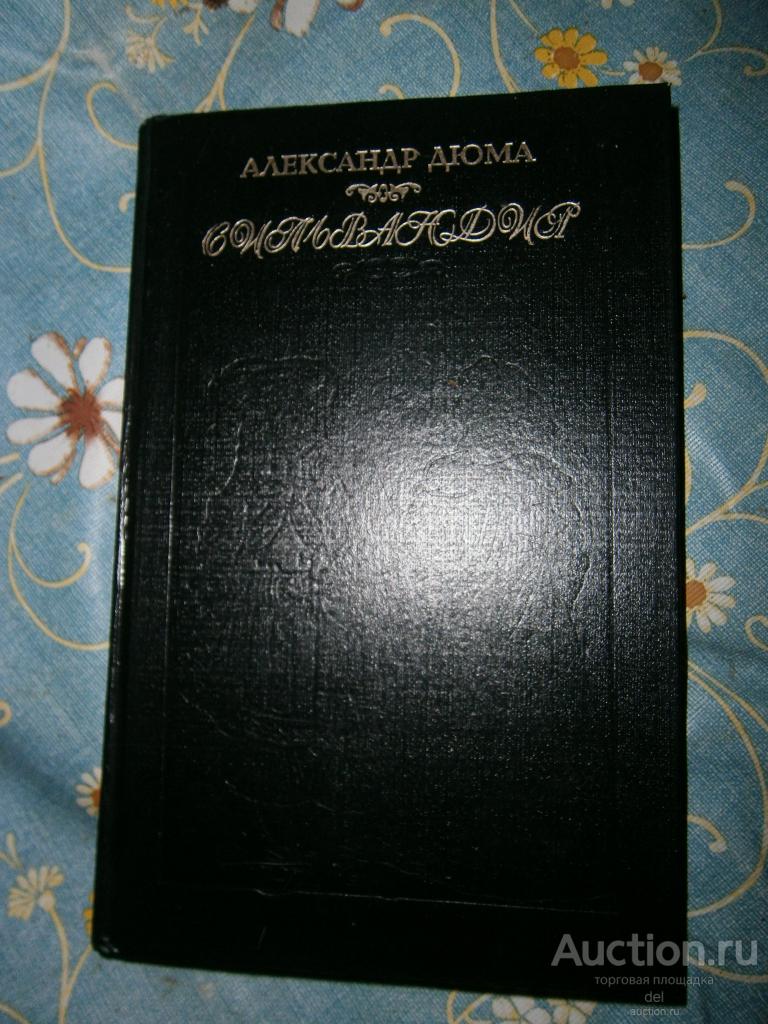 АЛЕКСАНДР ДЮМА
СИЛЬВАНДИР
Auction.ru
торговая площадка
del
auction.ru